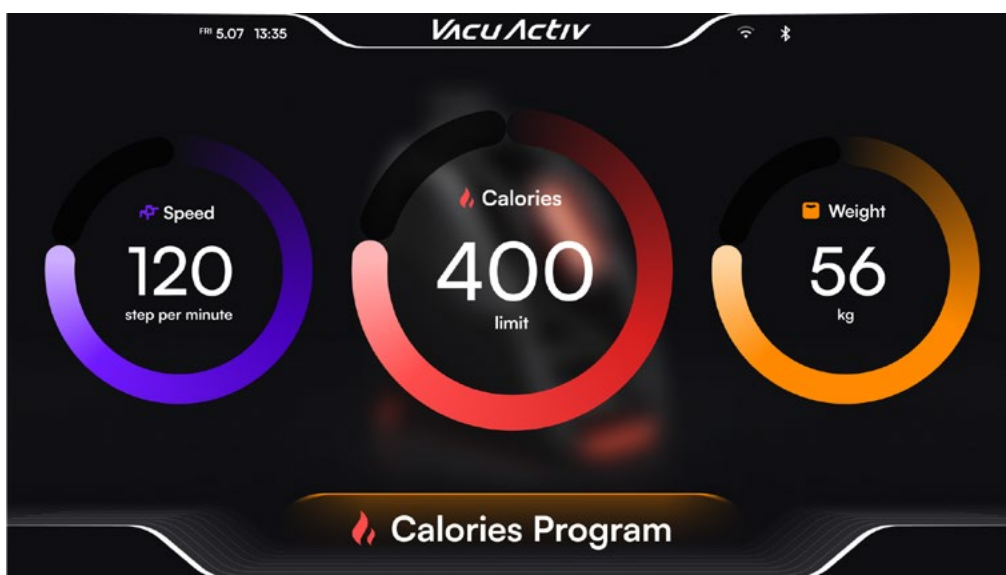 FRI 5.07 13:35
VACUACTIV
Speed
120
step per minute
Calories
400
limit
Weight
56
kg
Calories Program